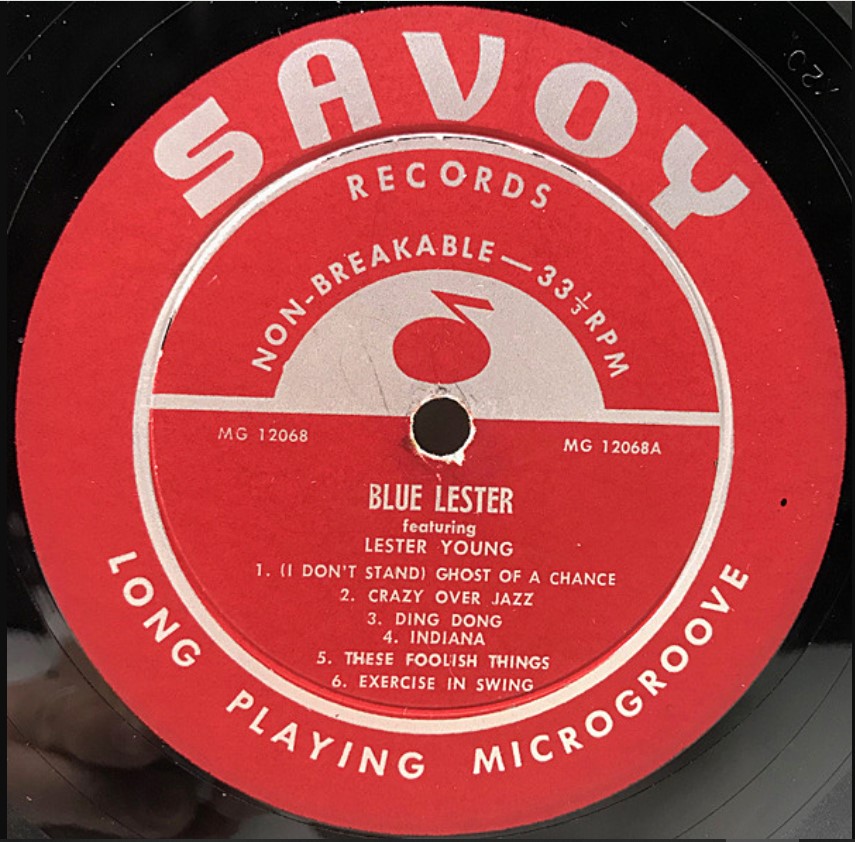 SAVOY
RECORDS
NON-BREAKABLE—33⅓RPM
MG 12068
MG 12068A
BLUE LESTER
featuring
LESTER YOUNG
1. (I DON'T STAND) GHOST OF A CHANCE
2. CRAZY OVER JAZZ
3. DING DONG
4. INDIANA
5. THESE FOOLISH THINGS
6. EXERCISE IN SWING
LONG PLAYING MICROGROOVE